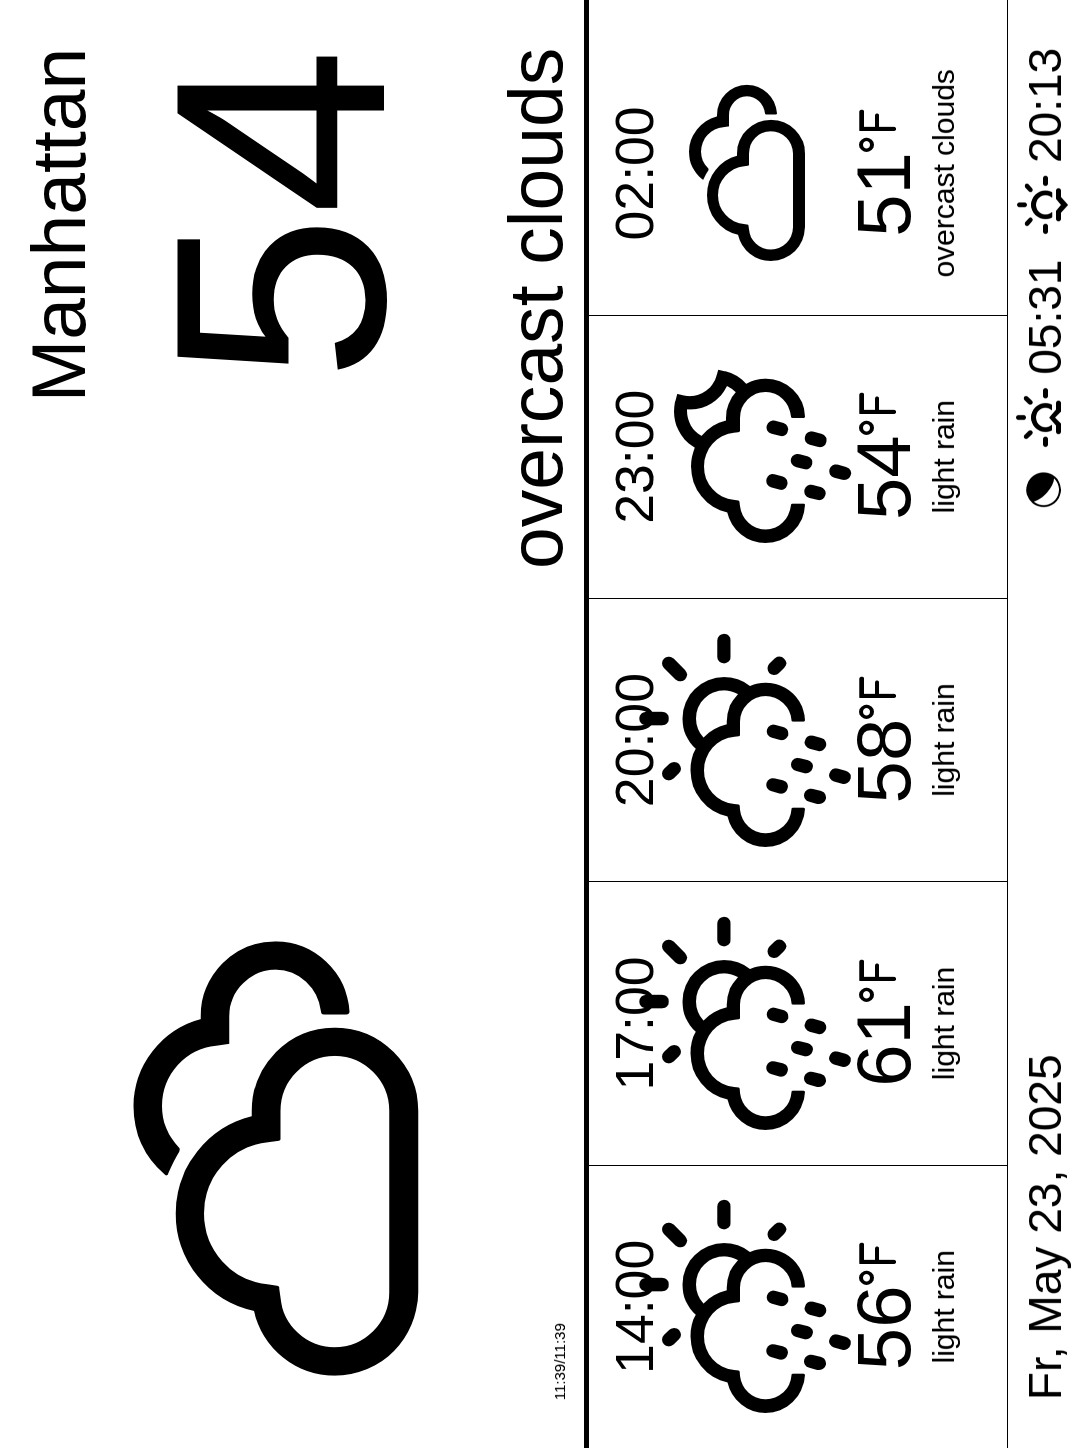 Manhattan
54
overcast clouds
11:39/11:39
14:00 17:00 20:00 23:00 02:00
56°F 61°F 58°F 54°F 51°F
light rain light rain light rain light rain overcast clouds
Fr, May 23, 2025 05:31 20:13